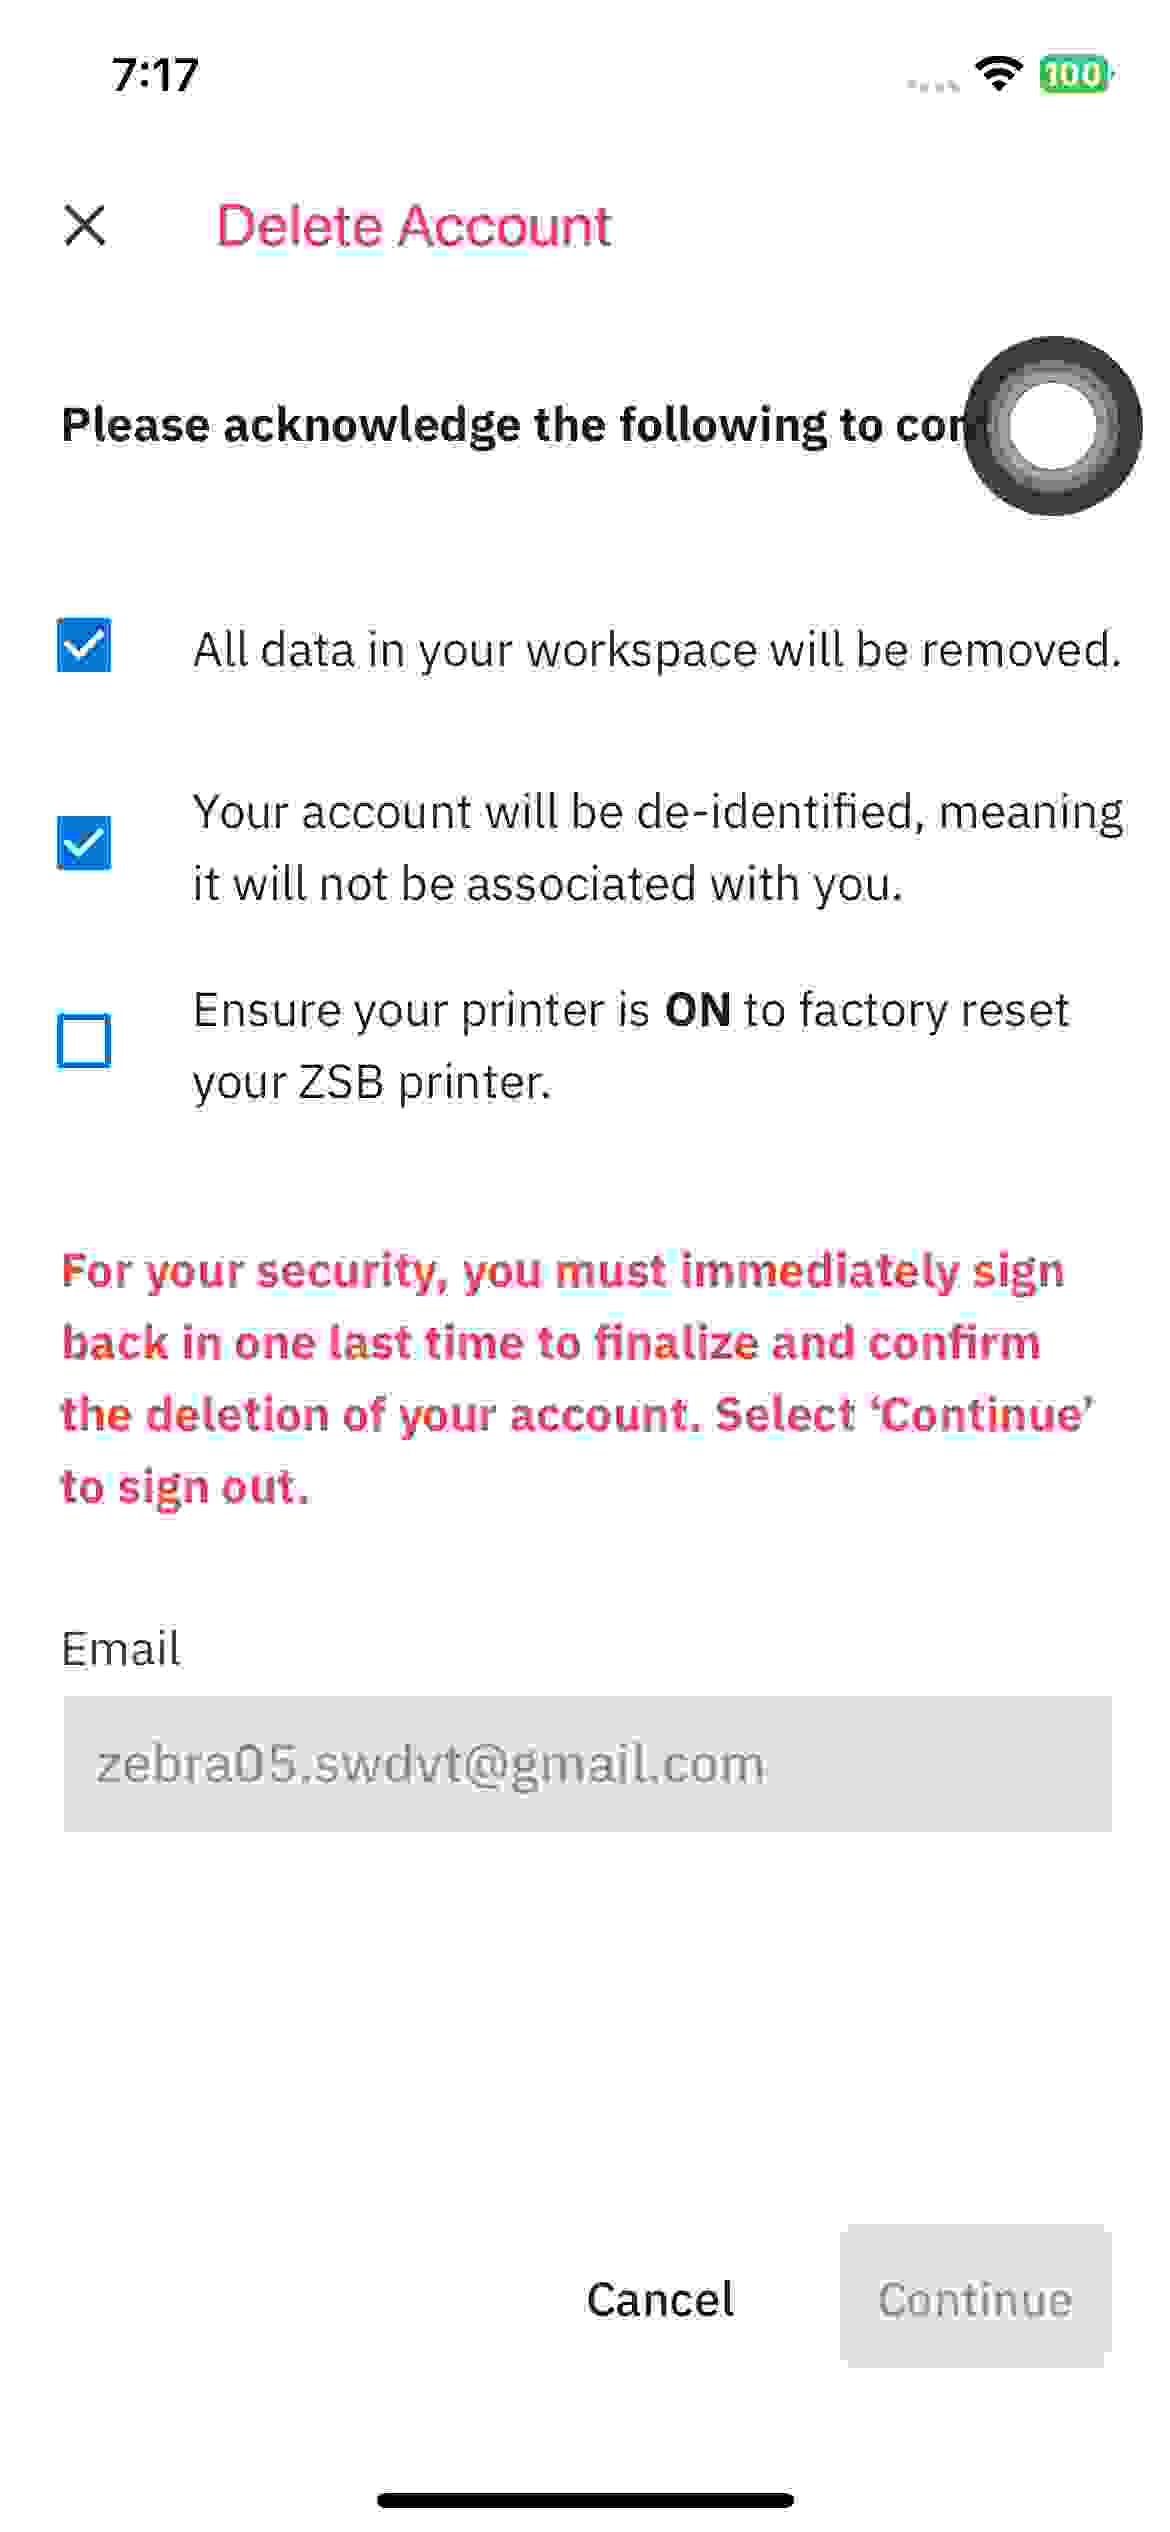 7:17
100
Delete Account
Please acknowledge the following to
All data in your workspace will be removed.
Your account will be de-identified, meaning
it will not be associated with you.
Ensure your printer is ON to factory reset
your ZSB printer.
For your security, you must immediately sign
back in one last time to finalize and confirm
the deletion of your account. Select ‘Continue’
to sign out.
Email
zebra05.swdvt@gmail.com
Cancel
Continue